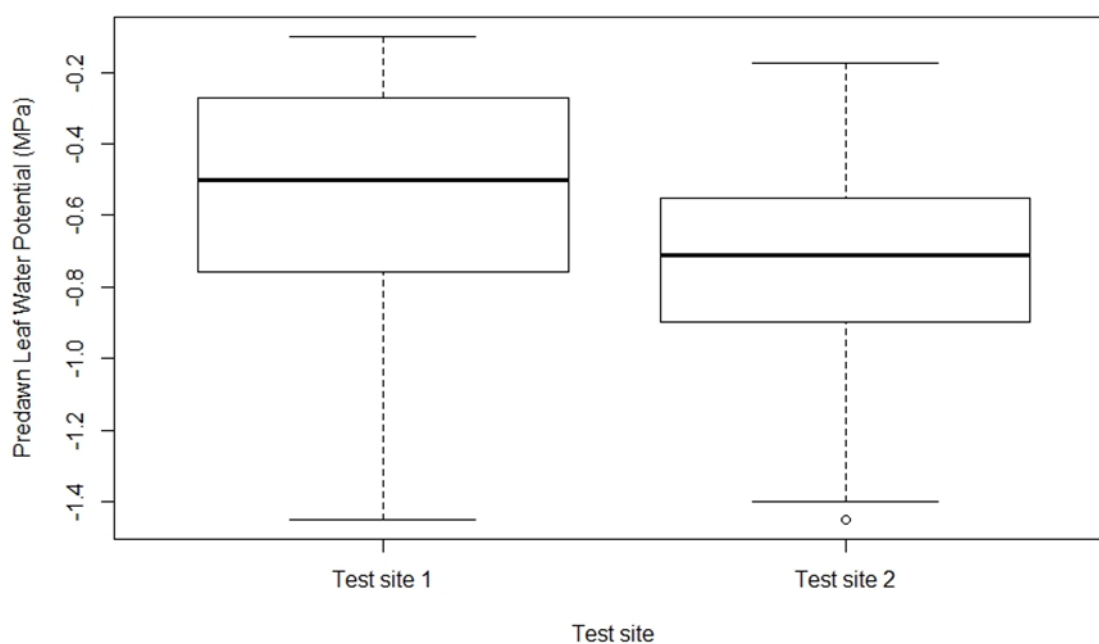 Predawn Leaf Water Potential (MPa)
-0.2
-0.4
-0.6
-0.8
-1.0
-1.2
-1.4
Test site 1
Test site 2
Test site